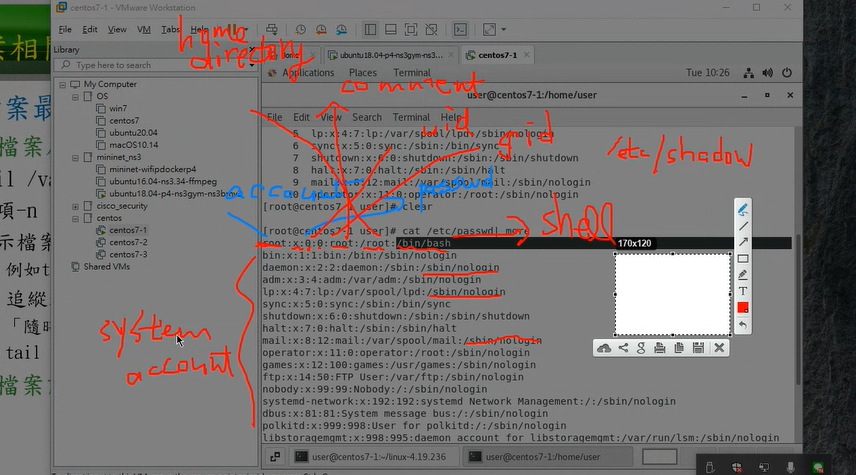 centos7-1 - VMware Workstation
File Edit View VM Tabs Help
Library
Type here to search
My Computer
OS
win7
centos7
ubuntu20.04
macOS10.14
mininet_ns3
mininet-wifipdockerp4
ubuntu16.04-ns3.34-ffmpeg
ubuntu18.04-p4-ns3gym-ns3bmv2
cisco_security
centos
centos7-1
centos7-2
centos7-3
Shared VMs
ubuntu18.04-p4-ns3gym-ns3...
centos7-1
Applications Places Terminal
Tue 10:26
user@centos7-1:/home/user
File Edit View Search Terminal Help
5 lp:x:4:7:lp:/var/spool/lpd:/sbin/nologin
6 sync:x:5:0:sync:/sbin:/bin/sync
7 shutdown:x:6:0:shutdown:/sbin:/sbin/shutdown
8 halt:x:7:0:halt:/sbin:/sbin/halt
9 mail:x:8:12:mail:/var/spool/mail:/sbin/nologin
10 operator:x:11:0:operator:/root:/sbin/nologin
[root@centos7-1 user]# clear
[root@centos7-1 user]# cat /etc/passwd| more
root:x:0:0:root:/root:/bin/bash
bin:x:1:1:bin:/bin:/sbin/nologin
daemon:x:2:2:daemon:/sbin:/sbin/nologin
adm:x:3:4:adm:/var/adm:/sbin/nologin
lp:x:4:7:lp:/var/spool/lpd:/sbin/nologin
sync:x:5:0:sync:/sbin:/bin/sync
shutdown:x:6:0:shutdown:/sbin:/sbin/shutdown
halt:x:7:0:halt:/sbin:/sbin/halt
mail:x:8:12:mail:/var/spool/mail:/sbin/nologin
operator:x:11:0:operator:/root:/sbin/nologin
games:x:12:100:games:/usr/games:/sbin/nologin
ftp:x:14:50:FTP User:/var/ftp:/sbin/nologin
nobody:x:99:99:Nobody:/:/sbin/nologin
systemd-network:x:192:192:systemd Network Management:/:/sbin/nologin
dbus:x:81:81:System message bus:/:/sbin/nologin
polkitd:x:999:998:User for polkitd:/:/sbin/nologin
libstoragemgmt:x:998:995:daemon account for libstoragemgmt:/var/run/lsm:/sbin/nologin
user@centos7-1:~/linux-4.19.236
user@centos7-1:/home/user
170x120
home
directory
comment
uid
gid
/etc/shadow
account
passwd
shell
system
account
檔案
項-n
示檔
例如t
追縱
「隨時
tail
檔案